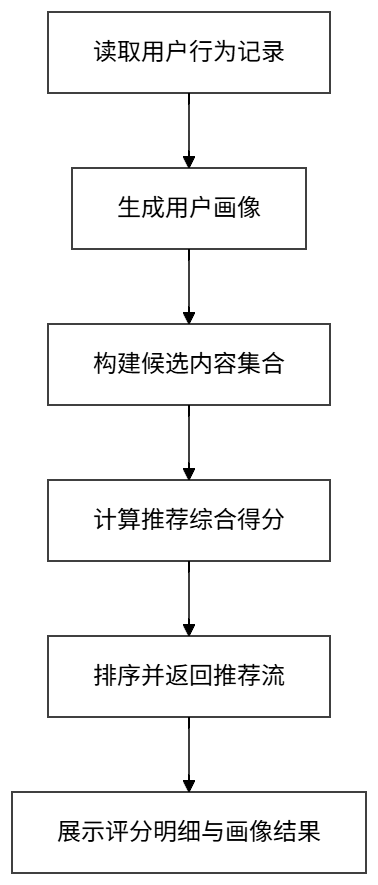 读取用户行为记录
生成用户画像
构建候选内容集合
计算推荐综合得分
排序并返回推荐流
展示评分明细与画像结果